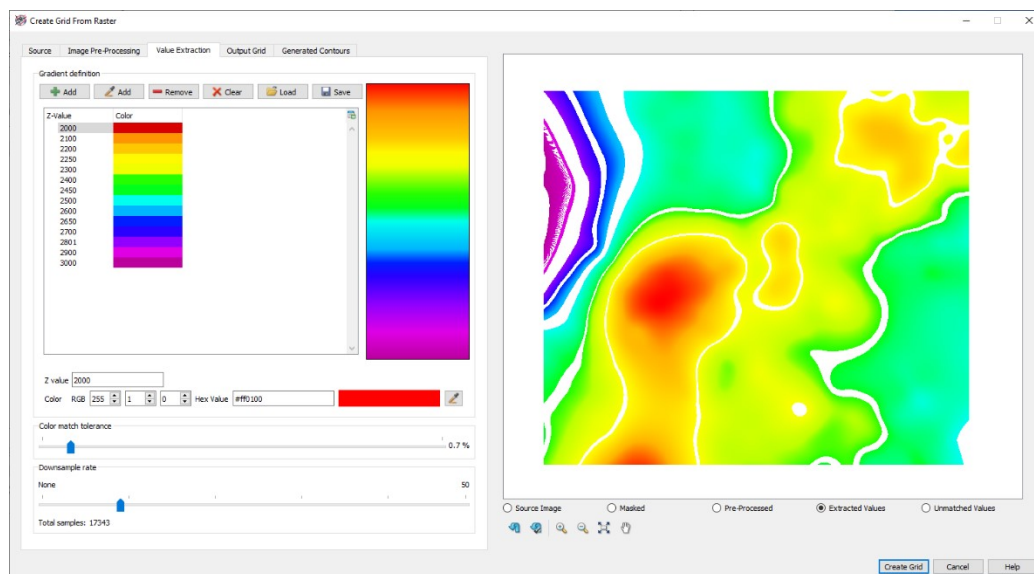 Create Grid From Raster
Source Image Pre-Processing Value Extraction Output Grid Generated Contours
Gradient definition
Add Add Remove Clear Load Save
Z-Value Color
2000
2100
2200
2250
2300
2400
2450
2500
2600
2650
2700
2801
2900
3000
Z value 2000
Color RGB 255 1 0 Hex Value #ff0100
Color match tolerance
0.7 %
Downsample rate
None 50
Total samples: 17343
Source Image Masked Pre-Processed Extracted Values Unmatched Values
Create Grid Cancel Help